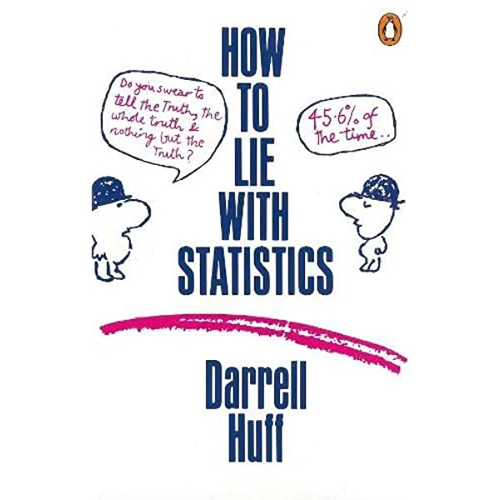 HOW
TO
LIE
WITH
STATISTICS
Do you swear to
tell the Truth, the
whole truth &
nothing but the
Truth?
45.6% of
the time..
Darrell
Huff